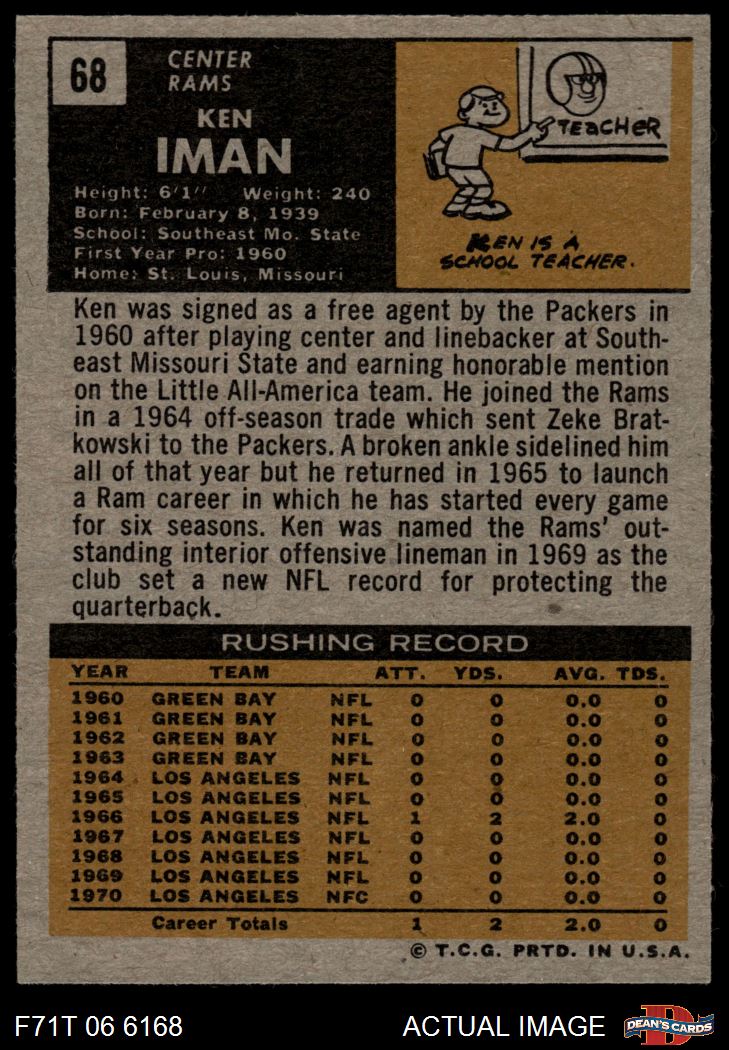 68
CENTER
RAMS
KEN
IMAN
Height: 6'1" Weight: 240
Born: February 8, 1939
School: Southeast Mo. State
First Year Pro: 1960
Home: St. Louis, Missouri
TEACHER
KEN IS A
SCHOOL TEACHER.
Ken was signed as a free agent by the Packers in
1960 after playing center and linebacker at South-
east Missouri State and earning honorable mention
on the Little All-America team. He joined the Rams
in a 1964 off-season trade which sent Zeke Brat-
kowski to the Packers. A broken ankle sidelined him
all of that year but he returned in 1965 to launch
a Ram career in which he has started every game
for six seasons. Ken was named the Rams' out-
standing interior offensive lineman in 1969 as the
club set a new NFL record for protecting the
quarterback.
RUSHING RECORD
YEAR TEAM ATT. YDS. AVG. TDS.
1960 GREEN BAY NFL 0 0 0.0 0
1961 GREEN BAY NFL 0 0 0.0 0
1962 GREEN BAY NFL 0 0 0.0 0
1963 GREEN BAY NFL 0 0 0.0 0
1964 LOS ANGELES NFL 0 0 0.0 0
1965 LOS ANGELES NFL 0 0 0.0 0
1966 LOS ANGELES NFL 1 2 2.0 0
1967 LOS ANGELES NFL 0 0 0.0 0
1968 LOS ANGELES NFL 0 0 0.0 0
1969 LOS ANGELES NFL 0 0 0.0 0
1970 LOS ANGELES NFC 0 0 0.0 0
Career Totals 1 2 2.0 0
© T.C.G. PRTD. IN U.S.A.
F71T 06 6168 ACTUAL IMAGE
D
DEAN'S CARDS